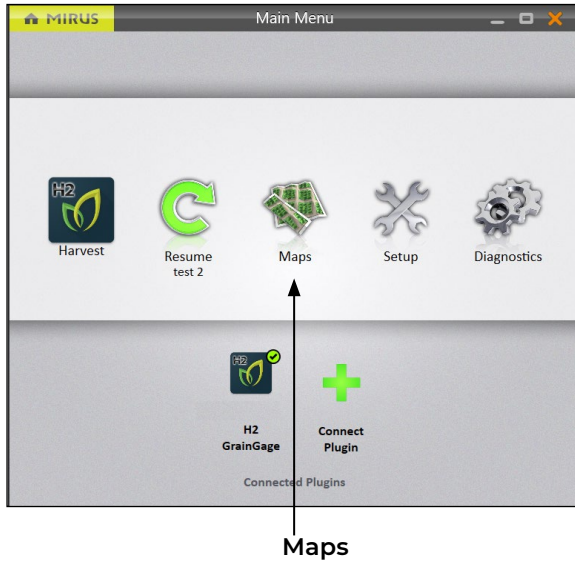 MIRUS
Main Menu
H2
Harvest
Resume
test 2
Maps
Setup
Diagnostics
H2
H2
GrainGage
Connect
Plugin
Connected Plugins
Maps